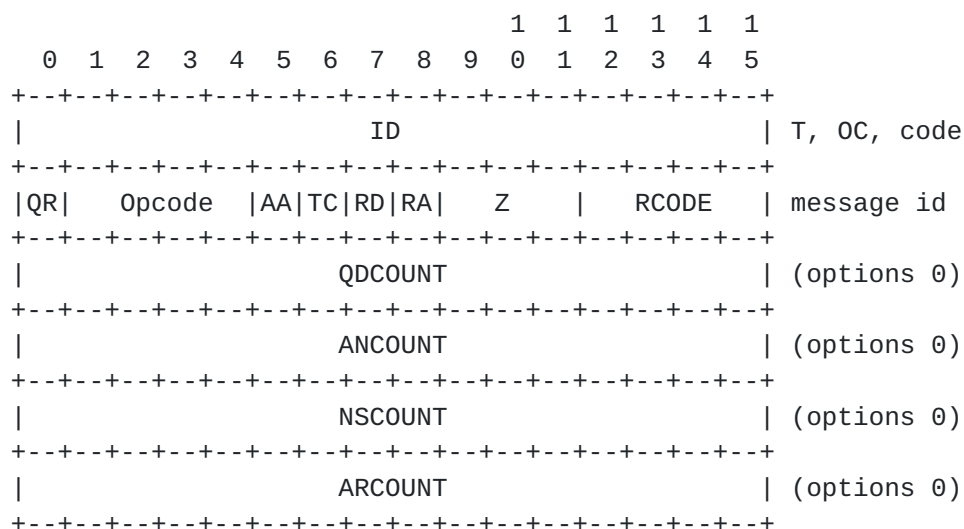 1  1  1  1  1  1
  0  1  2  3  4  5  6  7  8  9  0  1  2  3  4  5
+--+--+--+--+--+--+--+--+--+--+--+--+--+--+--+--+
|                      ID                       | T, OC, code
+--+--+--+--+--+--+--+--+--+--+--+--+--+--+--+--+
|QR|   Opcode  |AA|TC|RD|RA|   Z    |   RCODE   | message id
+--+--+--+--+--+--+--+--+--+--+--+--+--+--+--+--+
|                    QDCOUNT                    | (options 0)
+--+--+--+--+--+--+--+--+--+--+--+--+--+--+--+--+
|                    ANCOUNT                    | (options 0)
+--+--+--+--+--+--+--+--+--+--+--+--+--+--+--+--+
|                    NSCOUNT                    | (options 0)
+--+--+--+--+--+--+--+--+--+--+--+--+--+--+--+--+
|                    ARCOUNT                    | (options 0)
+--+--+--+--+--+--+--+--+--+--+--+--+--+--+--+--+